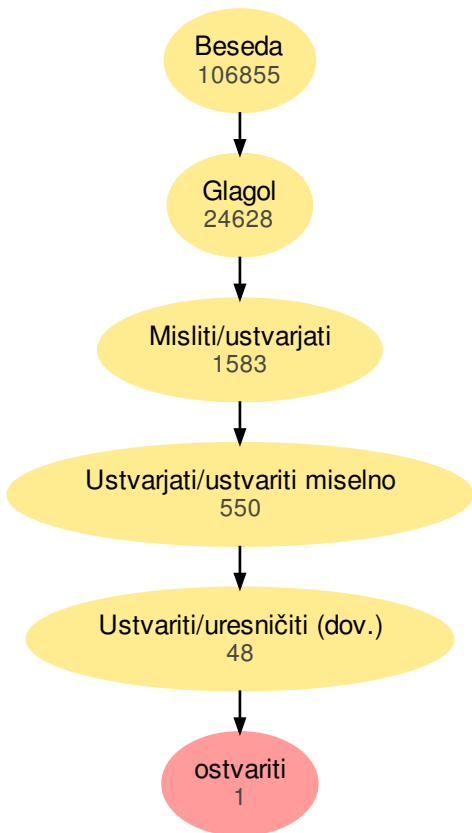 Beseda
106855
Glagol
24628
Misliti/ustvarjati
1583
Ustvarjati/ustvariti miselno
550
Ustvariti/uresničiti (dov.)
48
ostvariti
1